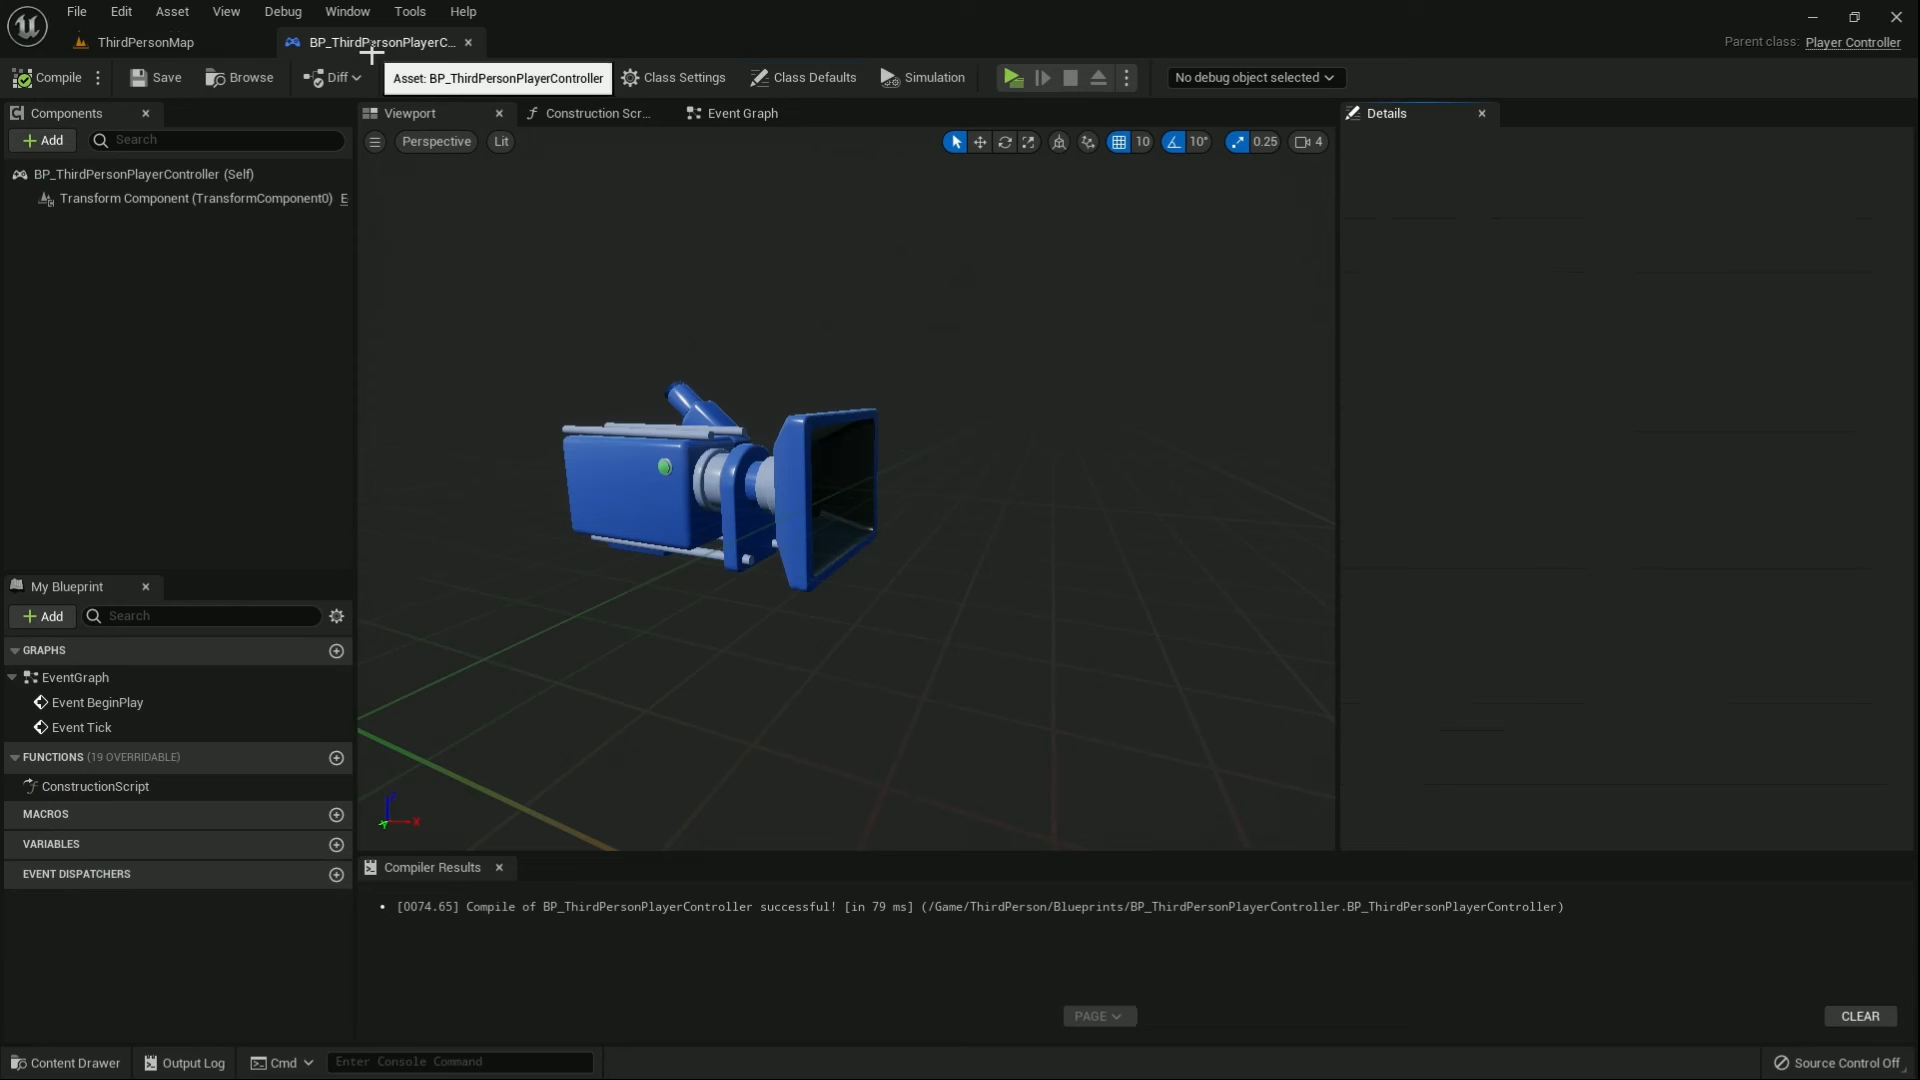 File Edit Asset View Debug Window Tools Help
ThirdPersonMap
BP_ThirdPersonPlayerC...
Parent class: Player Controller
Compile
Save
Browse
Diff
Asset: BP_ThirdPersonPlayerController
Class Settings
Class Defaults
Simulation
No debug object selected
Components
Add
Search
BP_ThirdPersonPlayerController (Self)
Transform Component (TransformComponent0) E
Viewport
Construction Scr...
Event Graph
Perspective
Lit
10
10°
0.25
4
Details
X
My Blueprint
Add
Search
GRAPHS
EventGraph
Event BeginPlay
Event Tick
FUNCTIONS (19 OVERRIDABLE)
ConstructionScript
MACROS
VARIABLES
EVENT DISPATCHERS
Compiler Results
[0074.65] Compile of BP_ThirdPersonPlayerController successful! [in 79 ms] (/Game/ThirdPerson/Blueprints/BP_ThirdPersonPlayerController.BP_ThirdPersonPlayerController)
PAGE
CLEAR
Content Drawer
Output Log
Cmd
Enter Console Command
Source Control Off